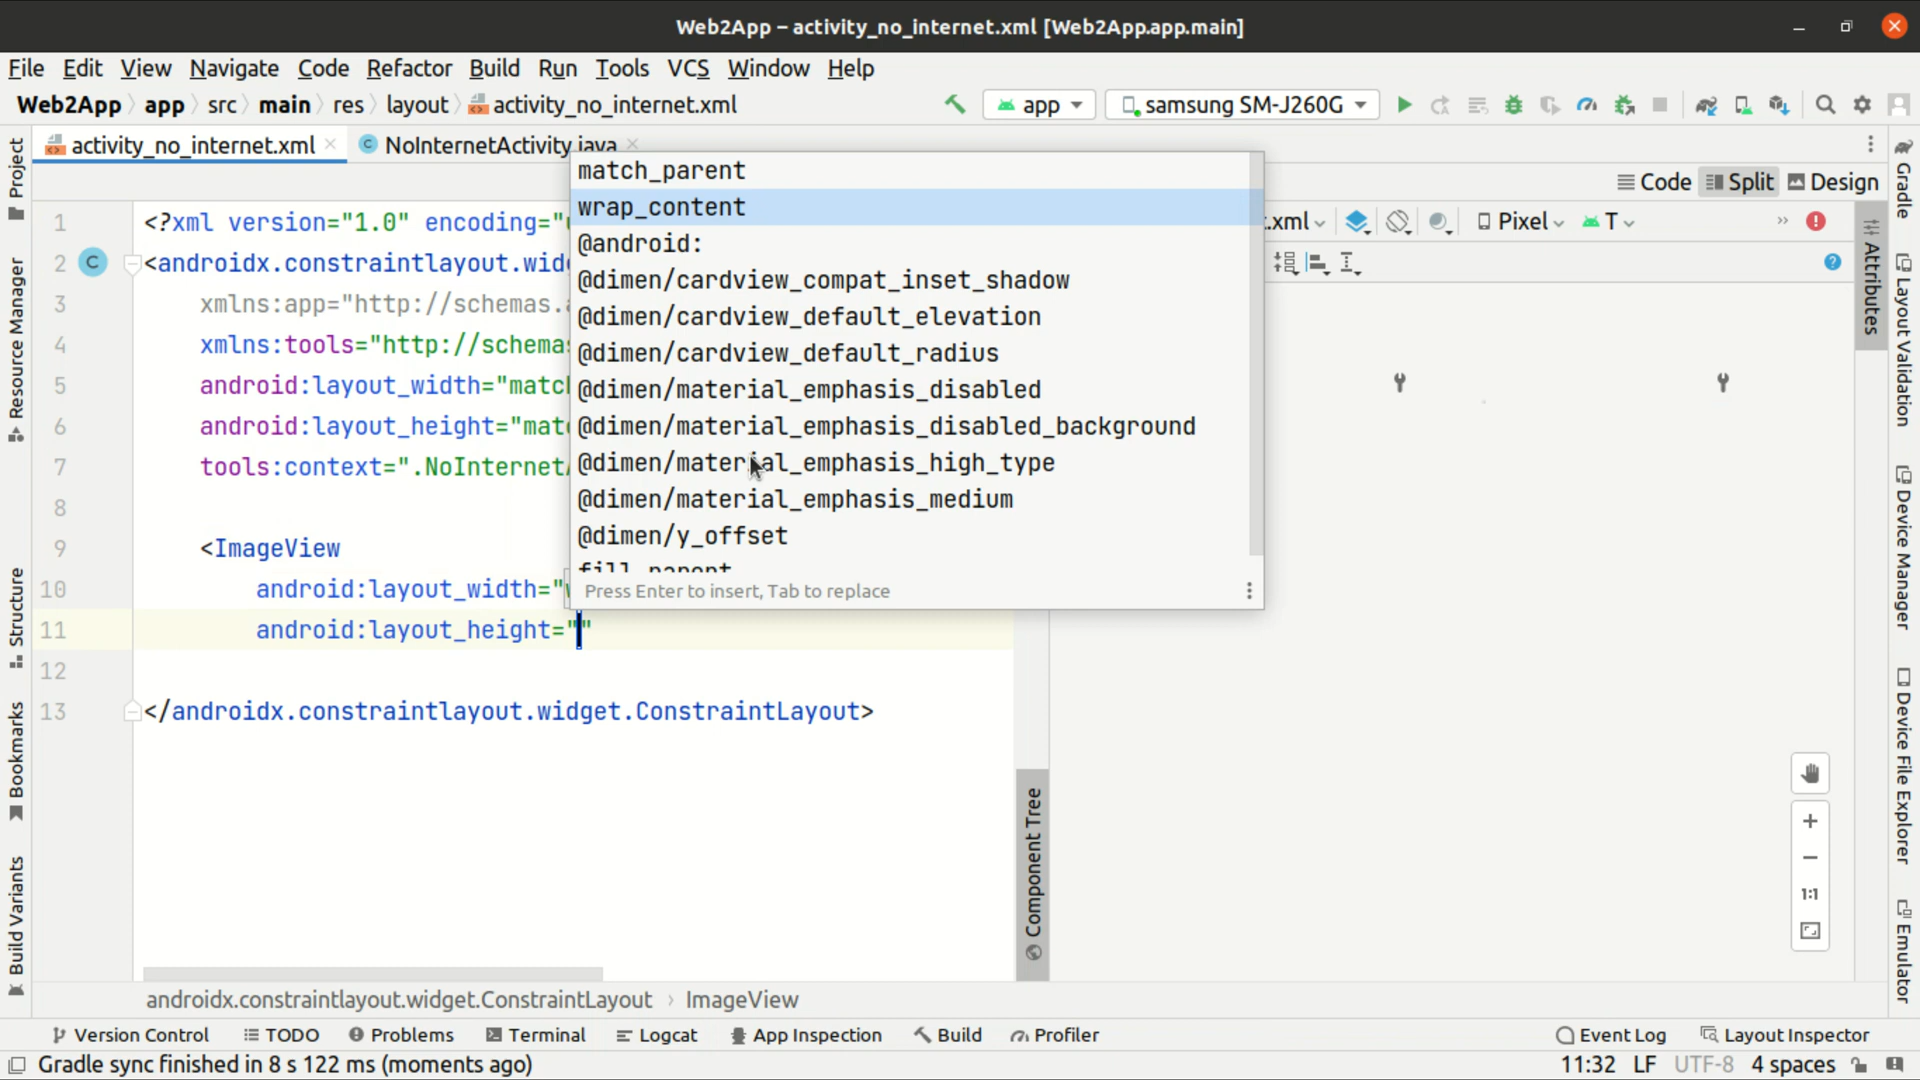 Web2App – activity_no_internet.xml [Web2App.app.main]
File Edit View Navigate Code Refactor Build Run Tools VCS Window Help
Web2App app src main res layout activity_no_internet.xml app samsung SM-J260G
activity_no_internet.xml NoInternetActivity.java
Code Split Design
.xml Pixel T
1 <?xml version="1.0" encoding="
2 <androidx.constraintlayout.wid
3 xmlns:app="http://schemas.a
4 xmlns:tools="http://schemas
5 android:layout_width="match
6 android:layout_height="matc
7 tools:context=".NoInternetA
8
9 <ImageView
10 android:layout_width="w
11 android:layout_height=""
12
13 </androidx.constraintlayout.widget.ConstraintLayout>
match_parent
wrap_content
@android:
@dimen/cardview_compat_inset_shadow
@dimen/cardview_default_elevation
@dimen/cardview_default_radius
@dimen/material_emphasis_disabled
@dimen/material_emphasis_disabled_background
@dimen/material_emphasis_high_type
@dimen/material_emphasis_medium
@dimen/y_offset
fill_parent
Press Enter to insert, Tab to replace
Project
Resource Manager
Structure
Bookmarks
Build Variants
Component Tree
Attributes
1:1
Gradle
Layout Validation
Device Manager
Device File Explorer
Emulator
androidx.constraintlayout.widget.ConstraintLayout › ImageView
Version Control TODO Problems Terminal Logcat App Inspection Build Profiler Event Log Layout Inspector
Gradle sync finished in 8 s 122 ms (moments ago) 11:32 LF UTF-8 4 spaces